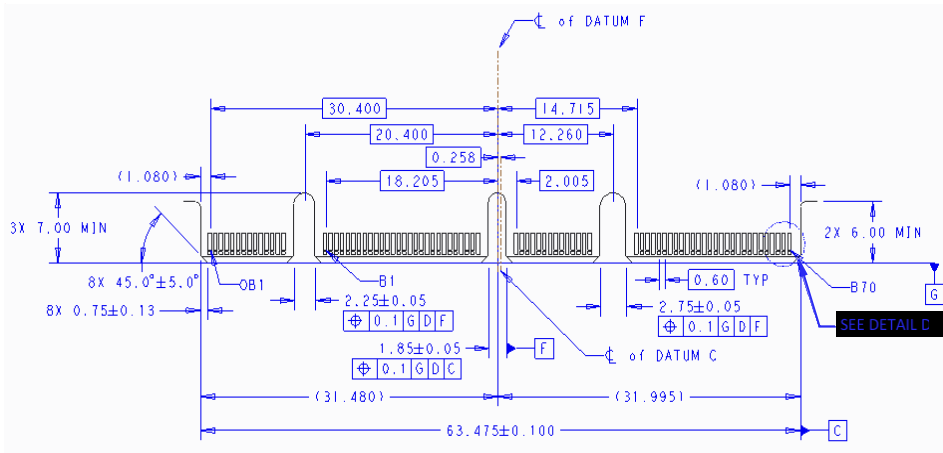 ℄ of DATUM F
30.400
14.715
20.400
12.260
0.258
(1.080)
18.205
2.005
(1.080)
3X 7.00 MIN
2X 6.00 MIN
8X 45.0°±5.0°
OB1
B1
0.60 TYP
B70
G
8X 0.75±0.13
2.25±0.05
2.75±0.05
⌖ 0.1 G D F
⌖ 0.1 G D F
SEE DETAIL D
1.85±0.05
F
℄ of DATUM C
⌖ 0.1 G D C
(31.480)
(31.995)
63.475±0.100
C